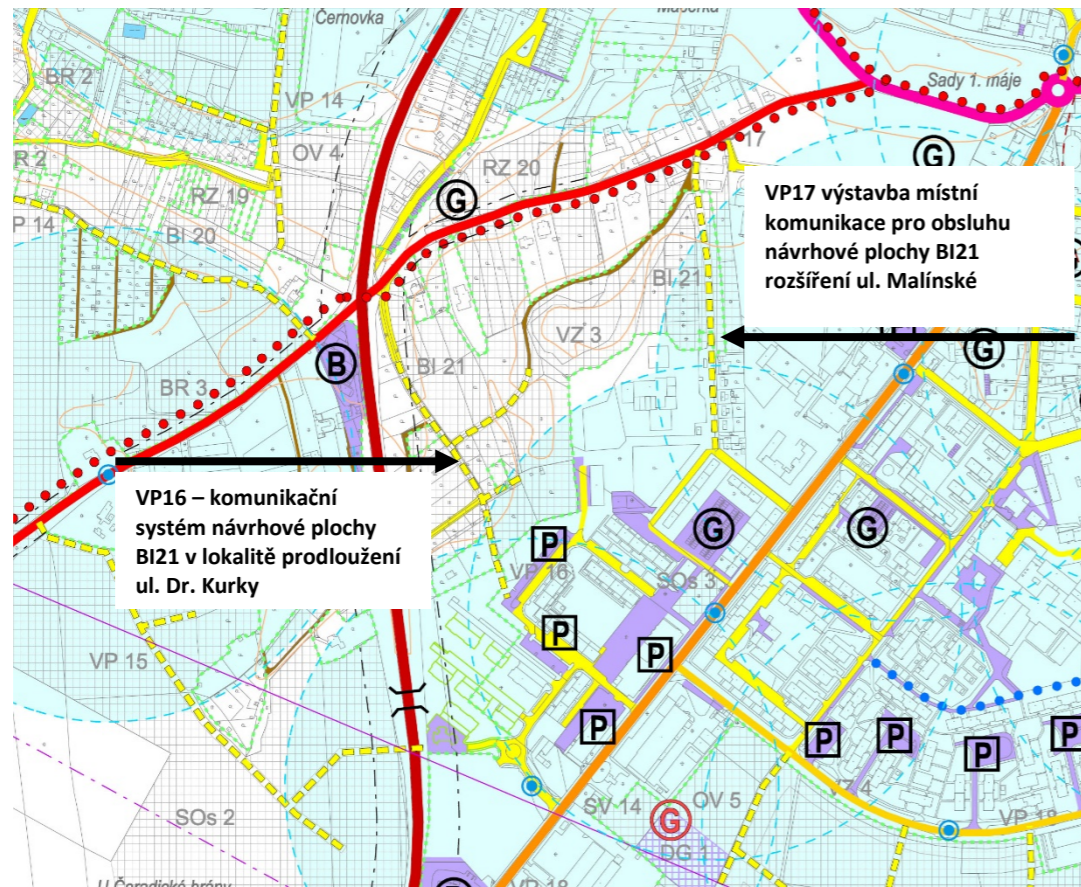 Černovka
BR 2
VP 14
OV 4
Sady 1. máje
G
RZ 20
17
G
R 2
RZ 19
VP17 výstavba místní
komunikace pro obsluhu
návrhové plochy BI21
rozšíření ul. Malínské
P 14
BI 20
BI 21
VZ 3
G
B
BI 21
BR 3
VP16 – komunikační
systém návrhové plochy
BI21 v lokalitě prodloužení
ul. Dr. Kurky
G
G
P
VP 16
SOs 3
P
P
VP 15
P
P
P
P
VZ 4
SV 14
OV 5
G
DG 1
VP 18
SOs 2
VP 18